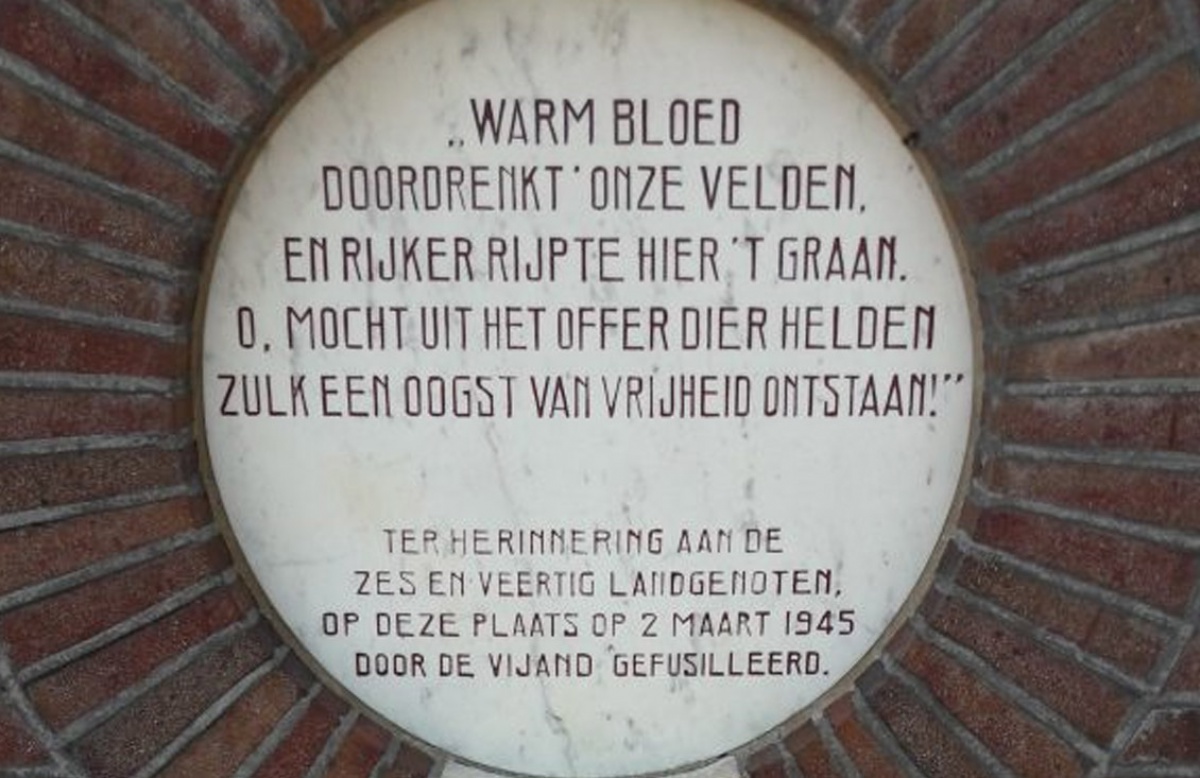 „WARM BLOED
DOORDRENKT 'ONZE VELDEN,
EN RIJKER RIJPTE HIER 'T GRAAN.
O, MOCHT UIT HET OFFER DIER HELDEN
ZULK EEN OOGST VAN VRIJHEID ONTSTAAN!”
TER HERINNERING AAN DE
ZES EN VEERTIG LANDGENOTEN,
OP DEZE PLAATS OP 2 MAART 1945
DOOR DE VIJAND GEFUSILLEERD.